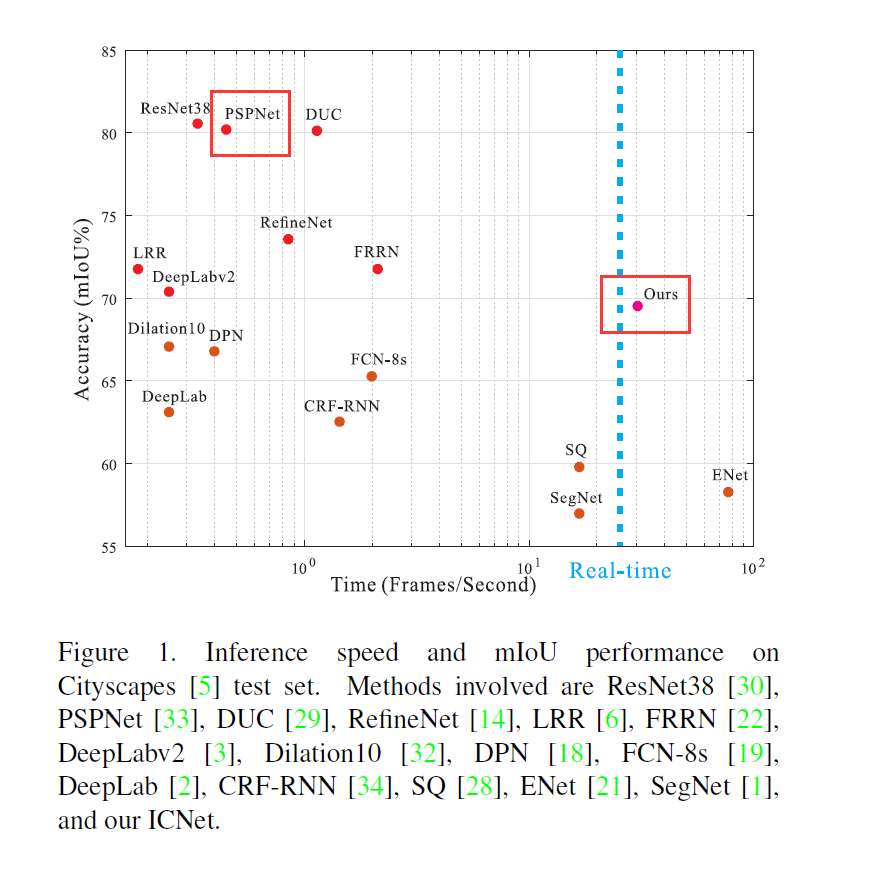 85
ResNet38
PSPNet
DUC
80
RefineNet
75
LRR
FRRN
DeepLabv2
Ours
70
Dilation10
DPN
FCN-8s
65
DeepLab
CRF-RNN
SQ
60
ENet
SegNet
55
Accuracy (mIoU%)
10^0
10^1
10^2
Real-time
Time (Frames/Second)
Figure 1. Inference speed and mIoU performance on
Cityscapes [5] test set. Methods involved are ResNet38 [30],
PSPNet [33], DUC [29], RefineNet [14], LRR [6], FRRN [22],
DeepLabv2 [3], Dilation10 [32], DPN [18], FCN-8s [19],
DeepLab [2], CRF-RNN [34], SQ [28], ENet [21], SegNet [1],
and our ICNet.